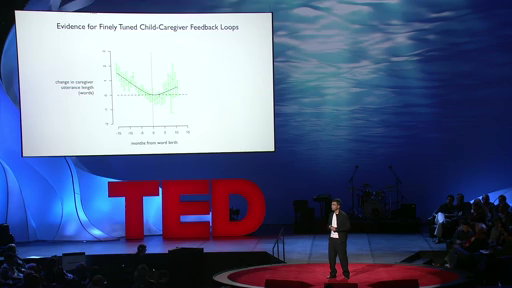 Evidence for Finely Tuned Child-Caregiver Feedback Loops
change in caregiver
utterance length
(words)
months from word birth
TED